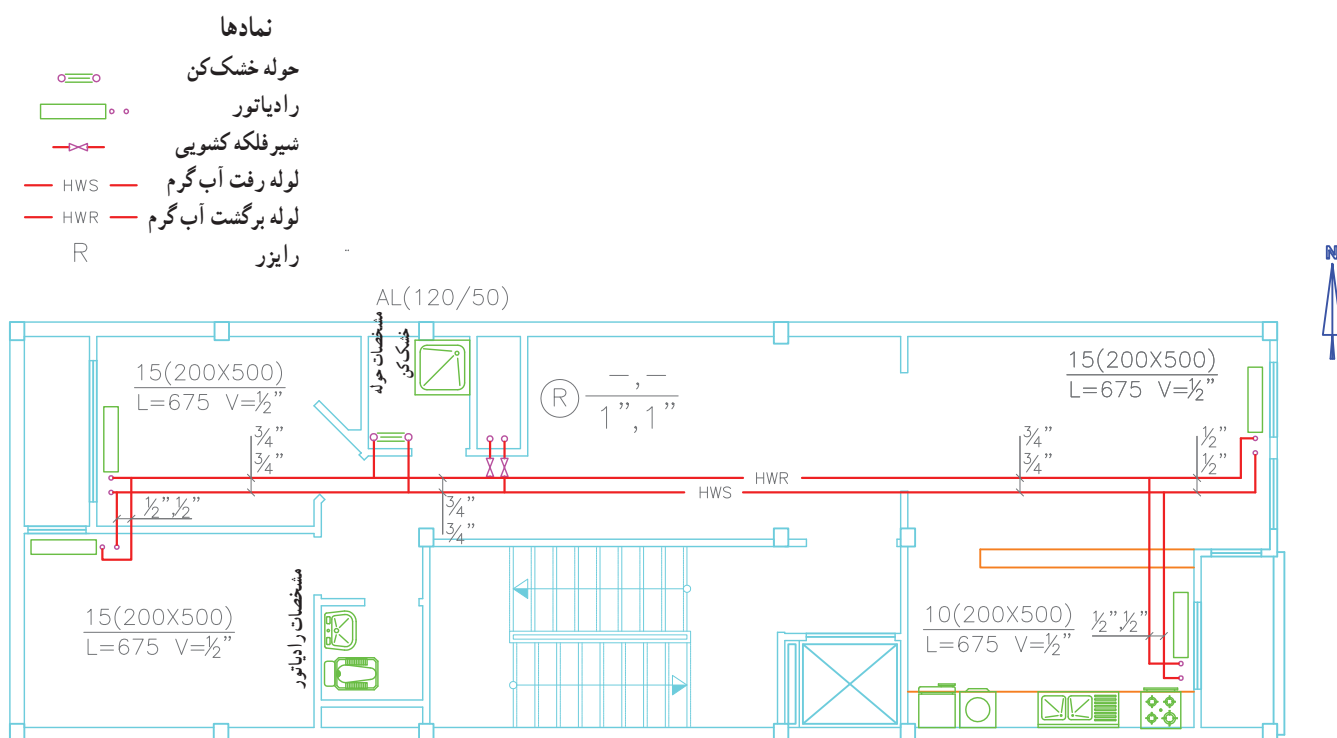 نمادها
حوله خشک‌کن
رادیاتور
شیر فلکه کشویی
HWS لوله رفت آب گرم
HWR لوله برگشت آب گرم
R رایزر
N
AL(120/50)
مشخصات حوله
خشک‌کن
15(200X500)
L=675 V=½”
R
–,–
1”,1”
15(200X500)
L=675 V=½”
¾”
¾”
¾”
¾”
½”
½”
HWR
HWS
½”,½”
¾”
¾”
مشخصات رادیاتور
15(200X500)
L=675 V=½”
10(200X500)
L=675 V=½”
½”,½”